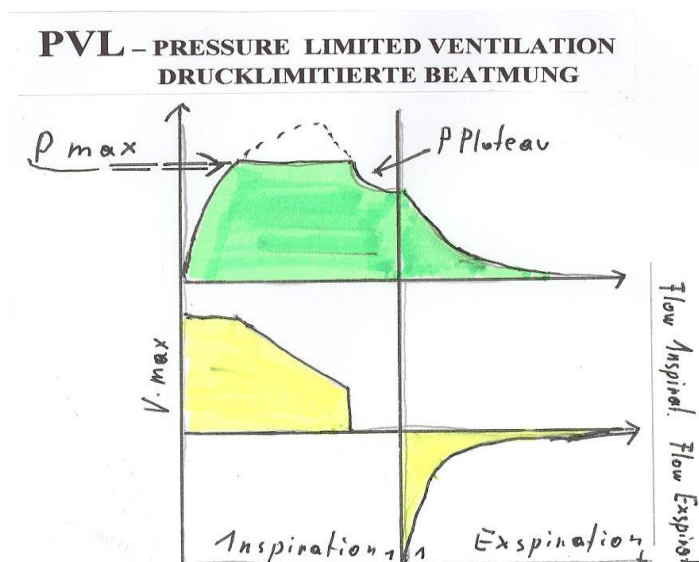 PVL – PRESSURE LIMITED VENTILATION
DRUCKLIMITIERTE BEATMUNG
P max
P Plateau
V·max
Flow Inspirat.
Flow Exspirat
Inspiration
Exspiration